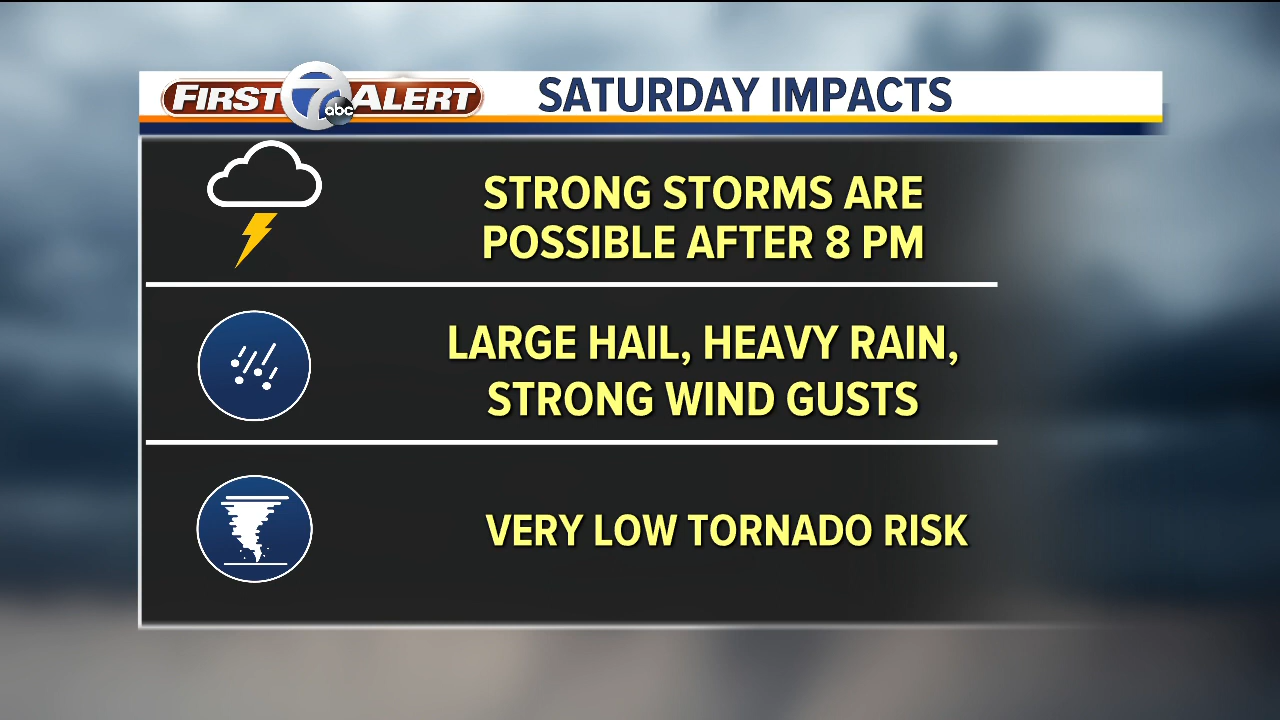 FIRST 7 abc ALERT SATURDAY IMPACTS
STRONG STORMS ARE
POSSIBLE AFTER 8 PM
LARGE HAIL, HEAVY RAIN,
STRONG WIND GUSTS
VERY LOW TORNADO RISK